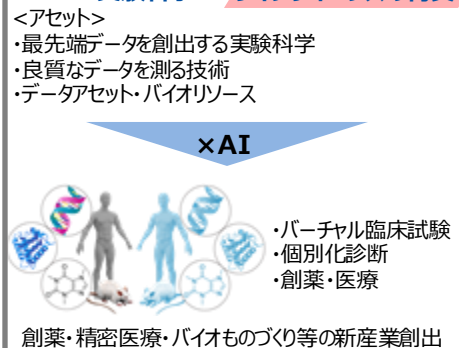 <アセット>
・最先端データを創出する実験科学
・良質なデータを測る技術
・データアセット・バイオリソース
×AI
・バーチャル臨床試験
・個別化診断
・創薬・医療
創薬・精密医療・バイオものづくり等の新産業創出